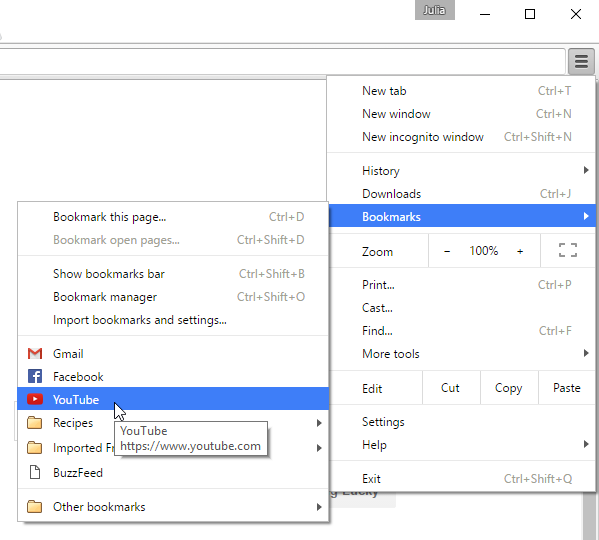 Julia
New tab Ctrl+T
New window Ctrl+N
New incognito window Ctrl+Shift+N
History
Downloads Ctrl+J
Bookmarks
Zoom − 100% +
Print... Ctrl+P
Cast...
Find... Ctrl+F
More tools
Edit Cut Copy Paste
Settings
Help
Exit Ctrl+Shift+Q
Bookmark this page... Ctrl+D
Bookmark open pages... Ctrl+Shift+D
Show bookmarks bar Ctrl+Shift+B
Bookmark manager Ctrl+Shift+O
Import bookmarks and settings...
Gmail
Facebook
YouTube
Recipes
YouTube
https://www.youtube.com
Imported
BuzzFeed
Other bookmarks
Lucky